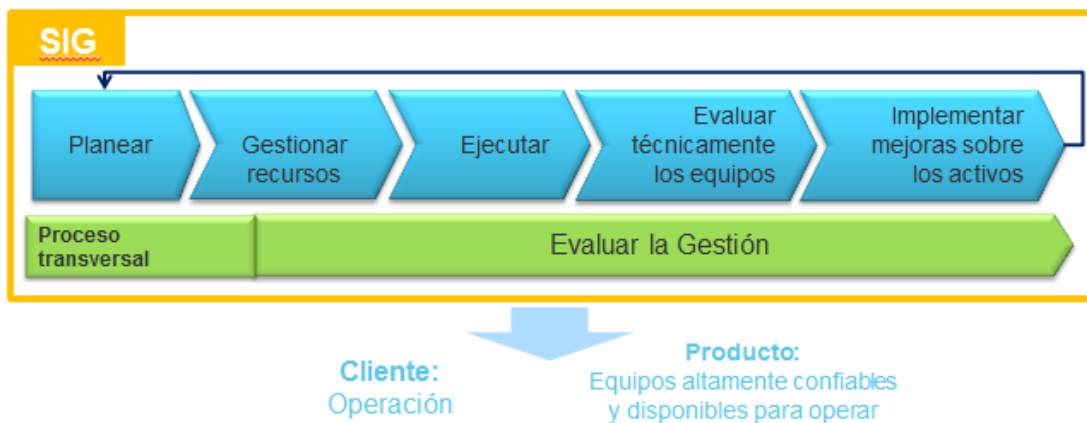 SIG
Planear
Gestionar
recursos
Ejecutar
Evaluar
técnicamente
los equipos
Implementar
mejoras sobre
los activos
Proceso
transversal
Evaluar la Gestión
Cliente:
Operación
Producto:
Equipos altamente confiables
y disponibles para operar